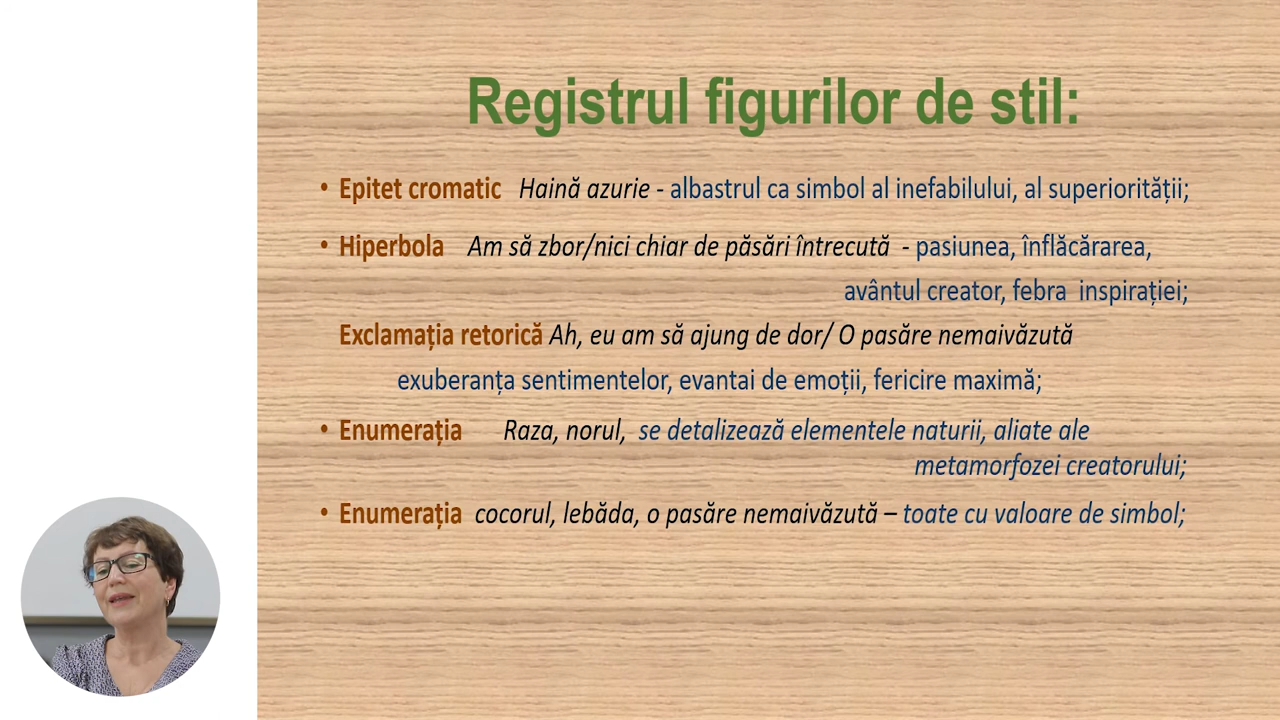 Registrul figurilor de stil:
• Epitet cromatic Haină azurie - albastrul ca simbol al inefabilului, al superiorității;
• Hiperbola Am să zbor/nici chiar de păsări întrecută - pasiunea, înflăcărarea,
avântul creator, febra inspirației;
Exclamația retorică Ah, eu am să ajung de dor/ O pasăre nemaivăzută
exuberanța sentimentelor, evantai de emoții, fericire maximă;
• Enumerația Raza, norul, se detalizează elementele naturii, aliate ale
metamorfozei creatorului;
• Enumerația cocorul, lebăda, o pasăre nemaivăzută – toate cu valoare de simbol;